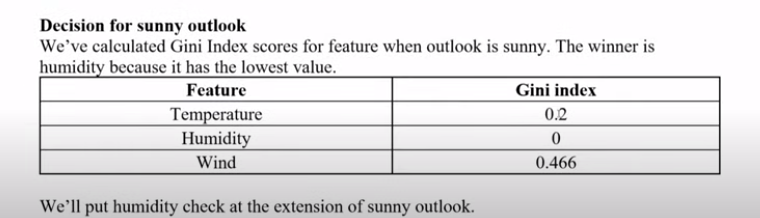 Decision for sunny outlook
We've calculated Gini Index scores for feature when outlook is sunny. The winner is
humidity because it has the lowest value.
Feature Gini index
Temperature 0.2
Humidity 0
Wind 0.466
We'll put humidity check at the extension of sunny outlook.